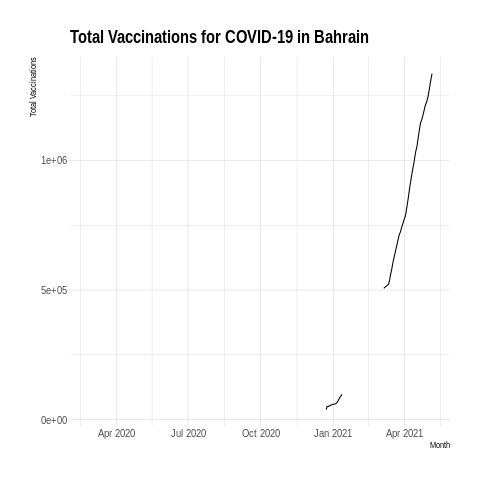 Total Vaccinations for COVID-19 in Bahrain
Total Vaccinations
1e+06
5e+05
0e+00
Apr 2020 Jul 2020 Oct 2020 Jan 2021 Apr 2021
Month